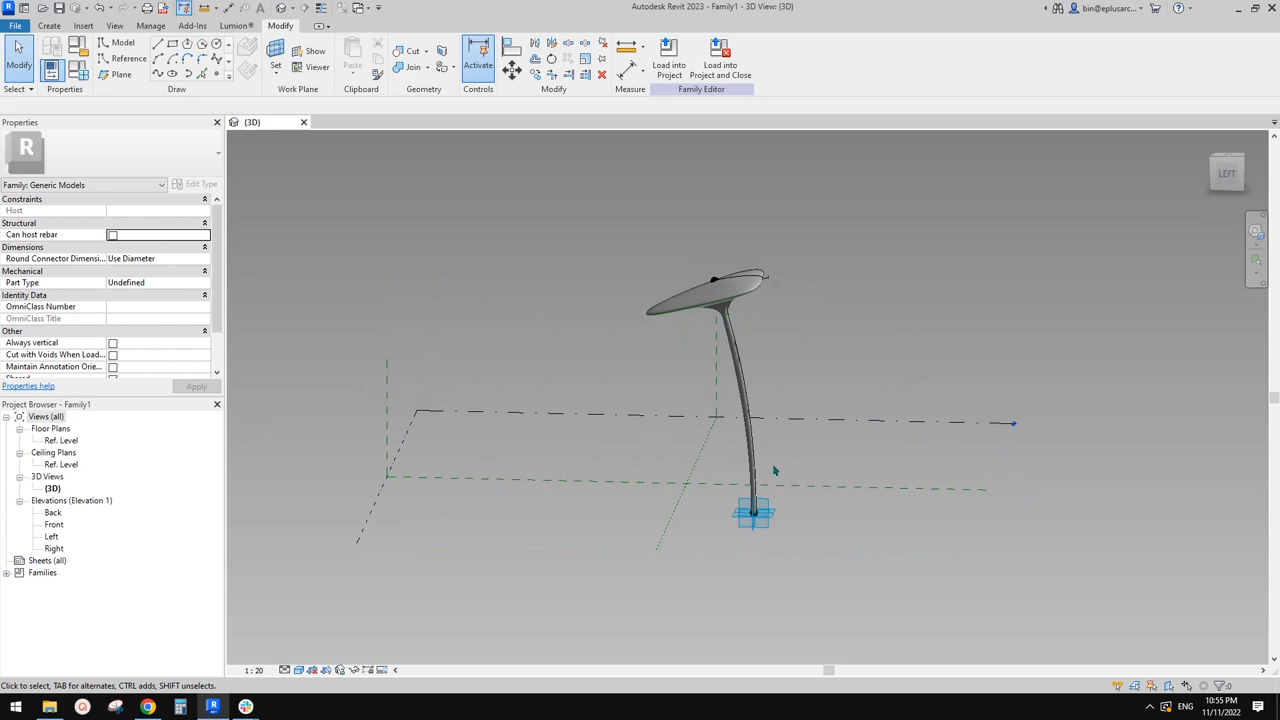 Autodesk Revit 2023 - Family1 - 3D View: {3D}
bin@eplusarc...
File Create Insert View Manage Add-Ins Lumion® Modify
Modify
Select
Properties
Model
Reference
Plane
Draw
Set
Show
Viewer
Work Plane
Paste
Clipboard
Cut
Join
Geometry
Activate
Controls
Modify
Measure
Load into
Project
Load into
Project and Close
Family Editor
Properties
{3D}
R
Family: Generic Models
Edit Type
Constraints
Host
Structural
Can host rebar
Dimensions
Round Connector Dimensi... Use Diameter
Mechanical
Part Type Undefined
Identity Data
OmniClass Number
OmniClass Title
Other
Always vertical
Cut with Voids When Load...
Maintain Annotation Orie...
Shared
Properties help
Apply
Project Browser - Family1
Views (all)
Floor Plans
Ref. Level
Ceiling Plans
Ref. Level
3D Views
{3D}
Elevations (Elevation 1)
Back
Front
Left
Right
Sheets (all)
Families
LEFT
1 : 20
Click to select, TAB for alternates, CTRL adds, SHIFT unselects.
:0
ENG
10:55 PM
11/11/2022